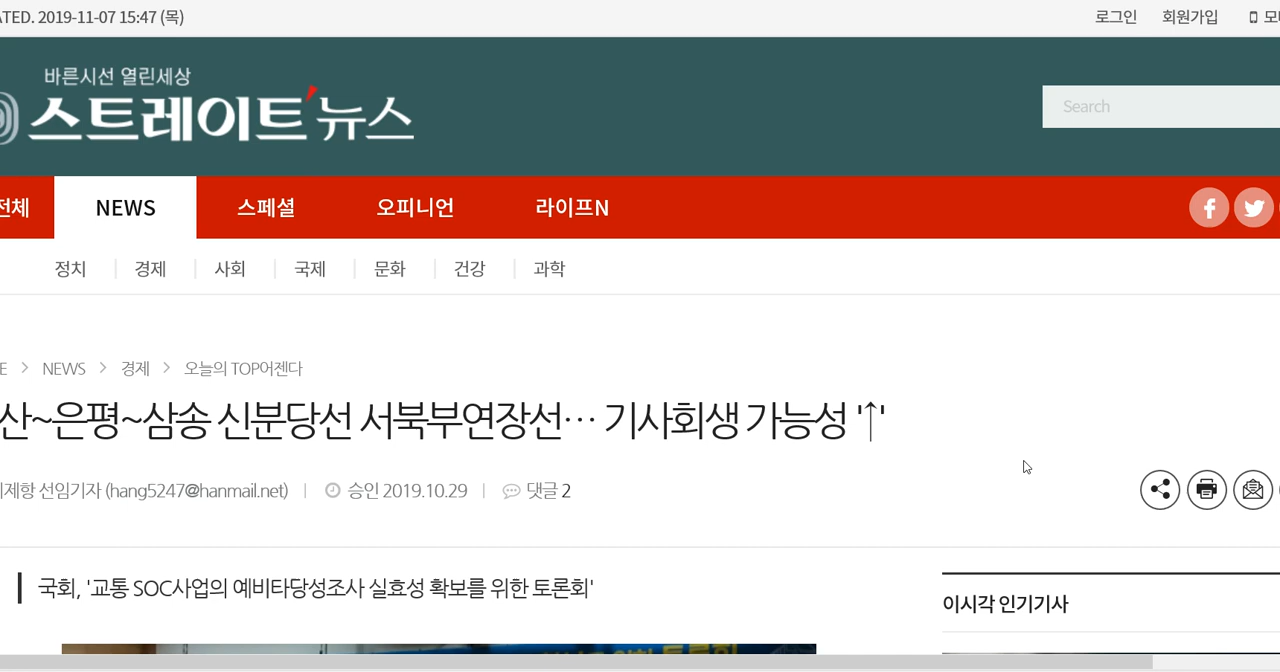 ATED. 2019-11-07 15:47 (목)
로그인 회원가입
바른시선 열린세상
스트레이트뉴스
Search
전체 NEWS 스페셜 오피니언 라이프N
정치 경제 사회 국제 문화 건강 과학
E > NEWS > 경제 > 오늘의 TOP어젠다
산~은평~삼송 신분당선 서북부연장선… 기사회생 가능성 '↑'
제항 선임기자 (hang5247@hanmail.net) 승인 2019.10.29 댓글 2
국회, '교통 SOC사업의 예비타당성조사 실효성 확보를 위한 토론회'
이시각 인기기사